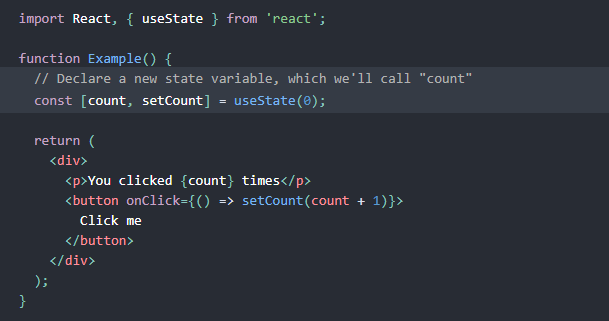 import React, { useState } from 'react';

function Example() {
  // Declare a new state variable, which we'll call "count"
  const [count, setCount] = useState(0);

  return (
    <div>
      <p>You clicked {count} times</p>
      <button onClick={() => setCount(count + 1)}>
        Click me
      </button>
    </div>
  );
}